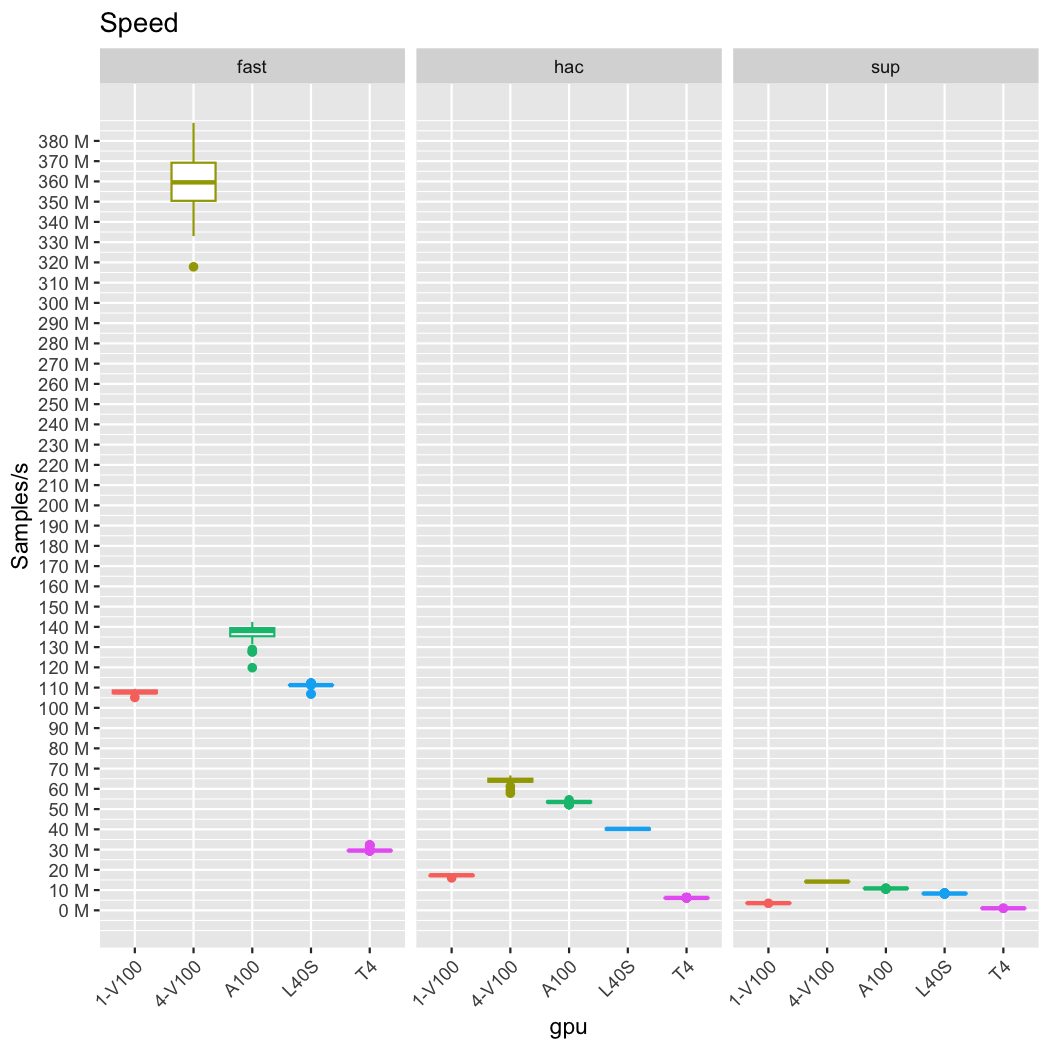 Speed
fast hac sup
380 M
370 M
360 M
350 M
340 M
330 M
320 M
310 M
300 M
290 M
280 M
270 M
260 M
250 M
240 M
230 M
220 M
210 M
200 M
190 M
180 M
170 M
160 M
150 M
140 M
130 M
120 M
110 M
100 M
90 M
80 M
70 M
60 M
50 M
40 M
30 M
20 M
10 M
0 M
Samples/s
1-V100 4-V100 A100 L40S T4 1-V100 4-V100 A100 L40S T4 1-V100 4-V100 A100 L40S T4
gpu